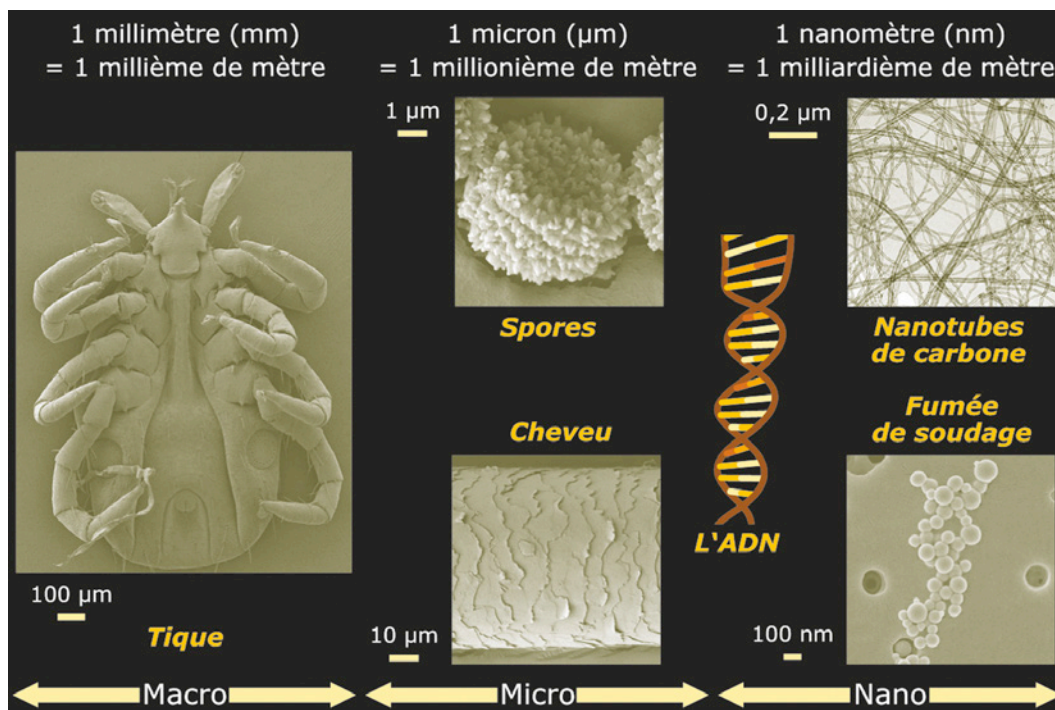 1 millimètre (mm)
= 1 millième de mètre
100 µm
Tique
Macro
1 micron (µm)
= 1 millionième de mètre
1 µm
Spores
Cheveu
10 µm
Micro
1 nanomètre (nm)
= 1 milliardième de mètre
0,2 µm
Nanotubes
de carbone
L'ADN
Fumée
de soudage
100 nm
Nano